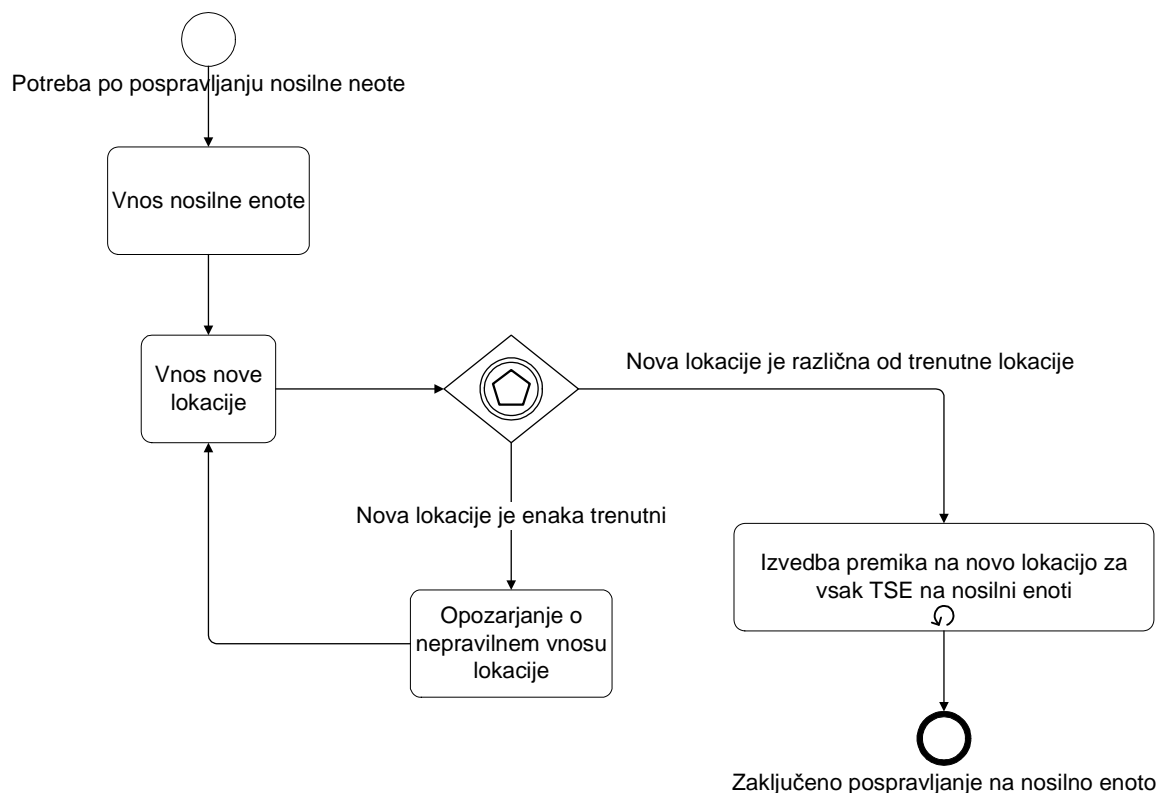 Potreba po pospravljanju nosilne neote
Vnos nosilne enote
Vnos nove
lokacije
Nova lokacije je različna od trenutne lokacije
Nova lokacije je enaka trenutni
Opozarjanje o
nepravilnem vnosu
lokacije
Izvedba premika na novo lokacijo za
vsak TSE na nosilni enoti
Zaključeno pospravljanje na nosilno enoto